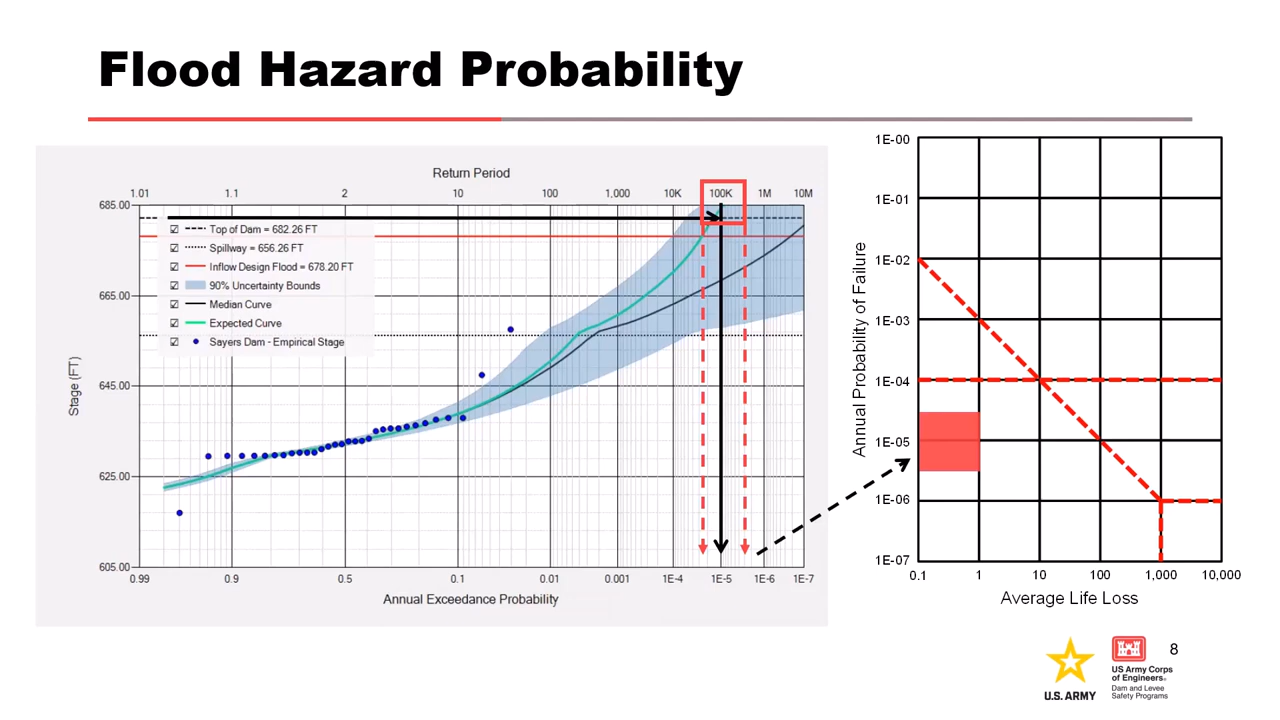 Flood Hazard Probability
Return Period
1.01 1.1 2 10 100 1,000 10K 100K 1M 10M
685.00
665.00
645.00
625.00
605.00
Stage (FT)
Top of Dam = 682.26 FT
Spillway = 656.26 FT
Inflow Design Flood = 678.20 FT
90% Uncertainty Bounds
Median Curve
Expected Curve
Sayers Dam - Empirical Stage
0.99 0.9 0.5 0.1 0.01 0.001 1E-4 1E-5 1E-6 1E-7
Annual Exceedance Probability
Annual Probability of Failure
1E-00
1E-01
1E-02
1E-03
1E-04
1E-05
1E-06
1E-07
0.1 1 10 100 1,000 10,000
Average Life Loss
U.S. ARMY
US Army Corps
of Engineers®
Dam and Levee
Safety Programs
8